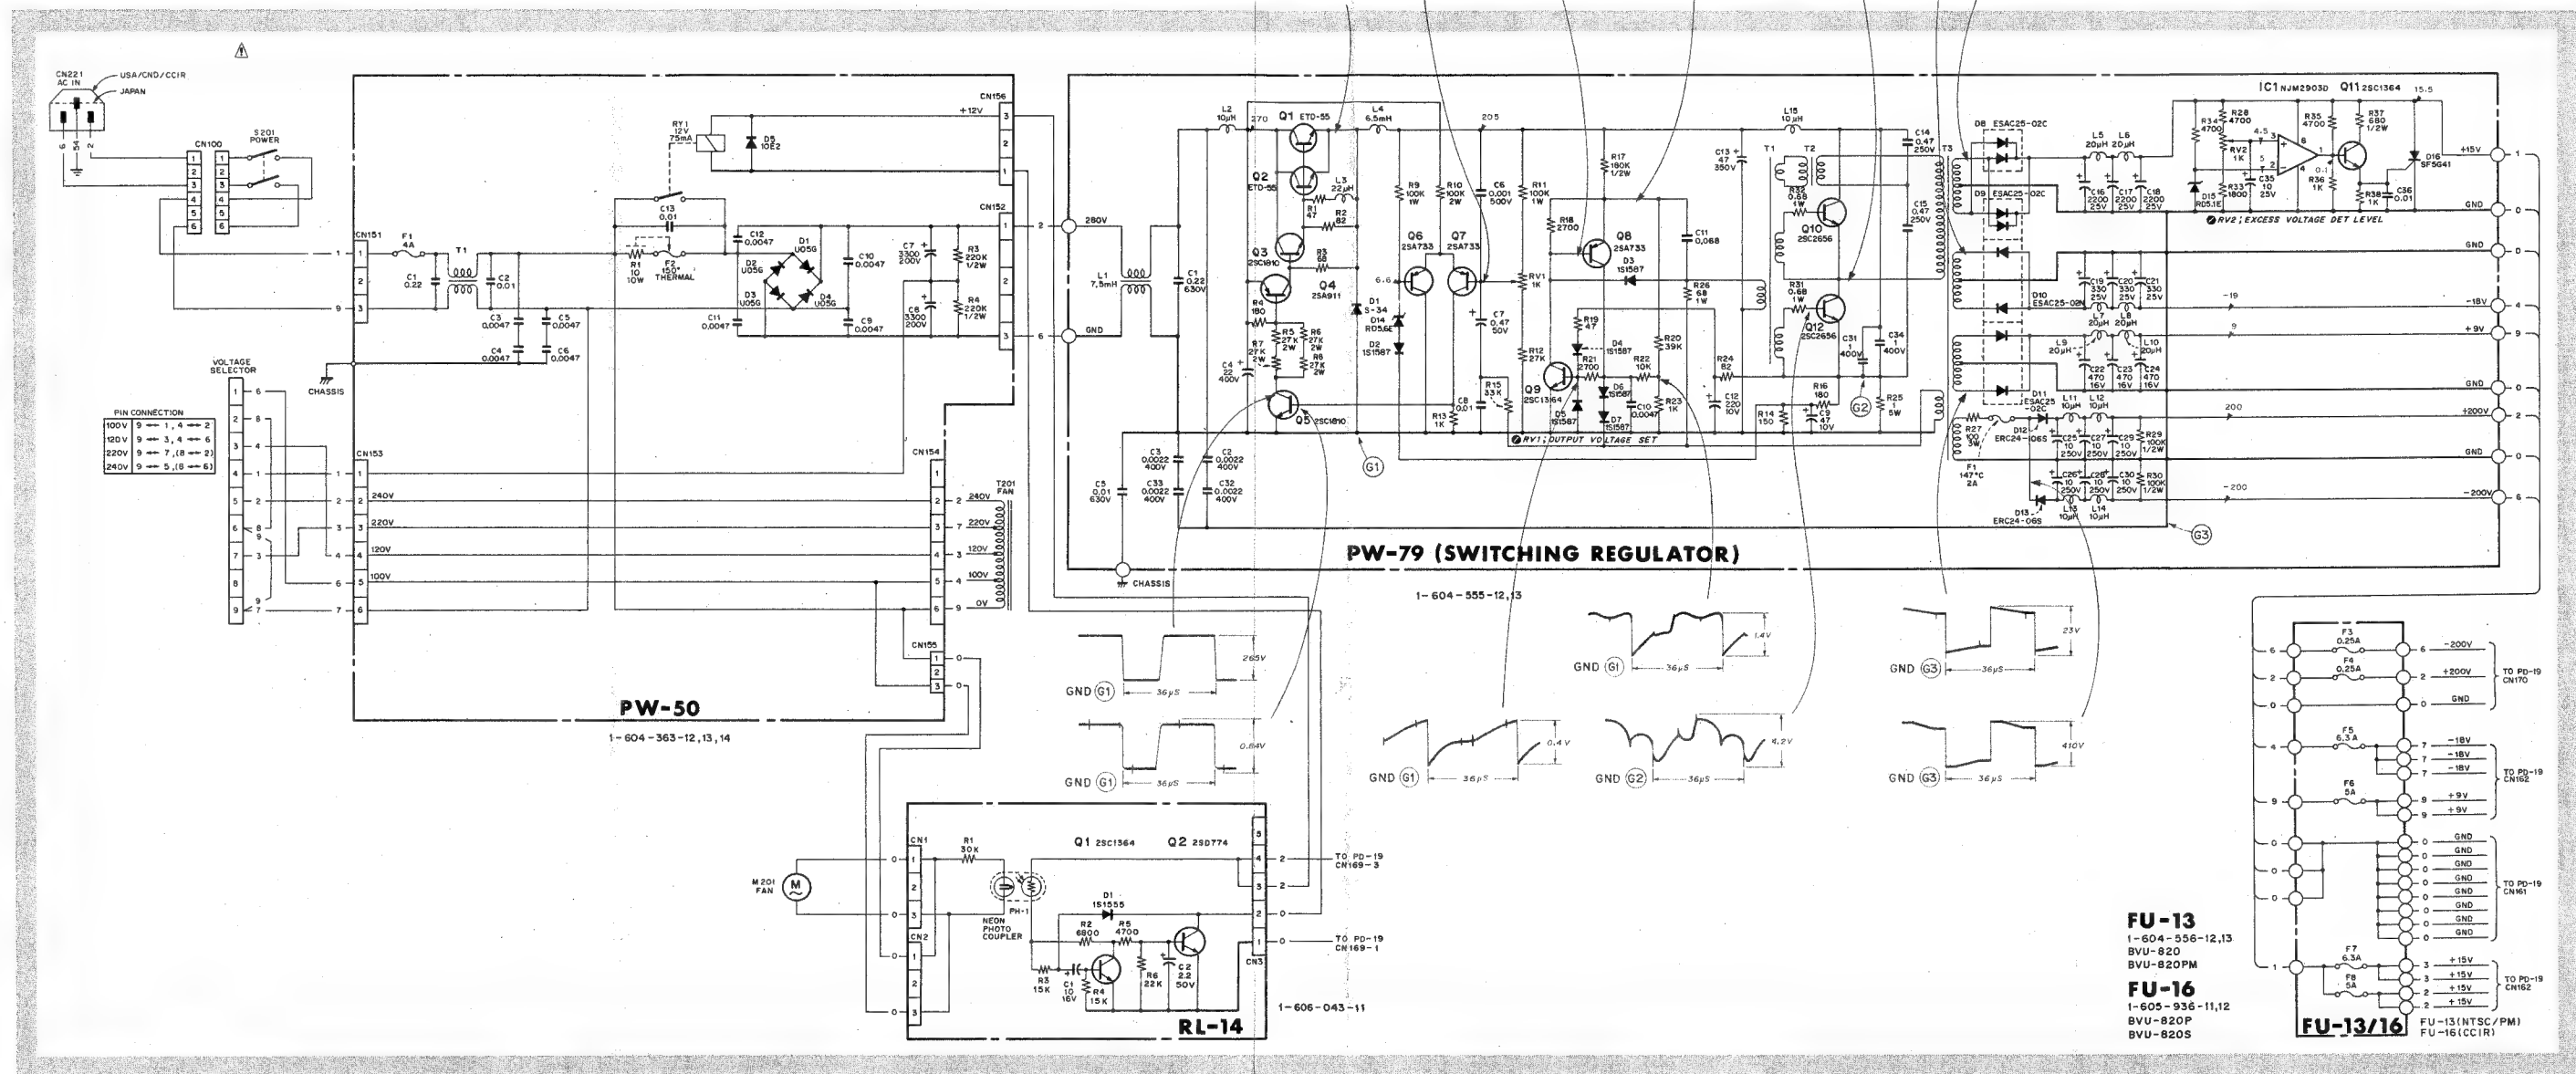 CN221
AC IN
USA/CND/CCIR
JAPAN
6
54
2
CN100
1
2
3
4
5
6
1
2
3
4
5
6
S201
POWER
VOLTAGE
SELECTOR
PIN CONNECTION
100V
120V
220V
240V
CHASSIS
CN151
F1
4A
T1
C1
0.22
C2
0.01
C3
0.0047
C5
0.0047
C4
0.0047
C6
0.0047
RY1
12V
75mA
D5
10E2
C13
0.01
R1
10
10W
F2
150°
THERMAL
C12
0.0047
D1
U05G
D2
U05G
D3
U05G
D4
U05G
C11
0.0047
C10
0.0047
C9
0.0047
C7
3300
200V
C8
3300
200V
R3
220K
1/2W
R4
220K
1/2W
+12V
CN156
CN152
CN153
240V
220V
120V
100V
CN154
T201
FAN
240V
220V
120V
100V
0V
CN155
PW-50
1-604-363-12,13,14
280V
GND
L1
7.5mH
C1
0.22
630V
L2
10μH
270
Q1 ETD-55
Q2
ETD-55
L3
22μH
R1
47
R2
82
Q3
2SC1810
R3
68
Q4
2SA911
R4
180
R5
27K
2W
R6
27K
2W
R7
27K
2W
R8
27K
2W
C4
22
400V
Q5 2SC1810
D1
S-34
L4
6.5mH
205
R9
100K
1W
R10
100K
2W
C6
0.001
500V
R11
100K
1W
Q6
2SA733
Q7
2SA733
6.6
D14
RD5.6E
D2
1S1587
RV1
1K
C7
0.47
50V
R12
27K
R15
33K
C8
0.01
R13
1K
RV1; OUTPUT VOLTAGE SET
R17
180K
1/2W
R18
2700
Q8
2SA733
D3
1S1587
C11
0.068
R26
68
1W
R19
47
D4
1S1587
R21
2700
R22
10K
R20
39K
Q9
2SC1364
D5
1S1587
D6
1S1587
D7
1S1587
C10
0.0047
R23
1K
R24
82
C12
220
10V
C13
47
350V
L15
10μH
T1
T2
R32
0.68
1W
Q10
2SC2656
R31
0.68
1W
Q12
2SC2656
C14
0.47
250V
C15
0.47
250V
C31
1
400V
C34
1
400V
R16
180
R14
150
C9
47
10V
R25
1
5W
G2
G1
T3
C3
0.0022
400V
C2
0.0022
400V
C5
0.01
630V
C33
0.0022
400V
C32
0.0022
400V
CHASSIS
PW-79 (SWITCHING REGULATOR)
1-604-555-12,13
D8 ESAC25-02C
D9 ESAC25-02C
D10
ESAC25-02N
D11
ESAC25
-02C
L5
20μH
L6
20μH
C16
2200
25V
C17
2200
25V
C18
2200
25V
C19
330
25V
C20
330
25V
C21
330
25V
L7
20μH
L8
20μH
L9
20μH
L10
20μH
C22
470
16V
C23
470
16V
C24
470
16V
L11
10μH
L12
10μH
R27
100
3W
F1
147°C
2A
D12
ERC24-06S
C25
10
250V
C27
10
250V
C29
10
250V
R29
100K
1/2W
C26
10
250V
C28
10
250V
C30
10
250V
R30
100K
1/2W
D13
ERC24-06S
L13
10μH
L14
10μH
IC1 NJM2903D Q11 2SC1364
15.5
R34
4700
R28
4700
4.5
RV2
1K
R33
1800
C35
10
25V
D15
RD5.1E
R35
4700
R36
1K
0.1
R37
680
1/2W
D16
SF5G41
R38
1K
C36
0.01
RV2; EXCESS VOLTAGE DET LEVEL
+15V
GND
GND
-18V
-19
+9V
9
GND
+200V
200
GND
-200V
-200
G3
GND G1
36μS
265V
GND G1
36μS
0.84V
GND G1
36μS
0.4V
GND G1
36μS
1.4V
GND G2
36μS
4.2V
GND G3
36μS
23V
GND G3
36μS
410V
M201
FAN
M
CN1
CN2
R1
30K
Q1 2SC1364
Q2 2SD774
PH-1
NEON
PHOTO
COUPLER
D1
1S1555
R2
6800
R5
4700
R3
15K
C1
10
16V
R4
15K
R6
22K
C2
2.2
50V
CN3
TO PD-19
CN169-3
TO PD-19
CN169-1
RL-14
1-606-043-11
FU-13
1-604-556-12,13
BVU-820
BVU-820PM
FU-16
1-605-936-11,12
BVU-820P
BVU-820S
F3
0.25A
F4
0.25A
F5
6.3A
F6
5A
F7
6.3A
F8
5A
-200V
+200V
GND
TO PD-19
CN170
-18V
-18V
-18V
+9V
+9V
TO PD-19
CN162
GND
GND
GND
GND
GND
GND
GND
GND
TO PD-19
CN161
+15V
+15V
+15V
+15V
TO PD-19
CN162
FU-13/16
FU-13(NTSC/PM)
FU-16(CCIR)